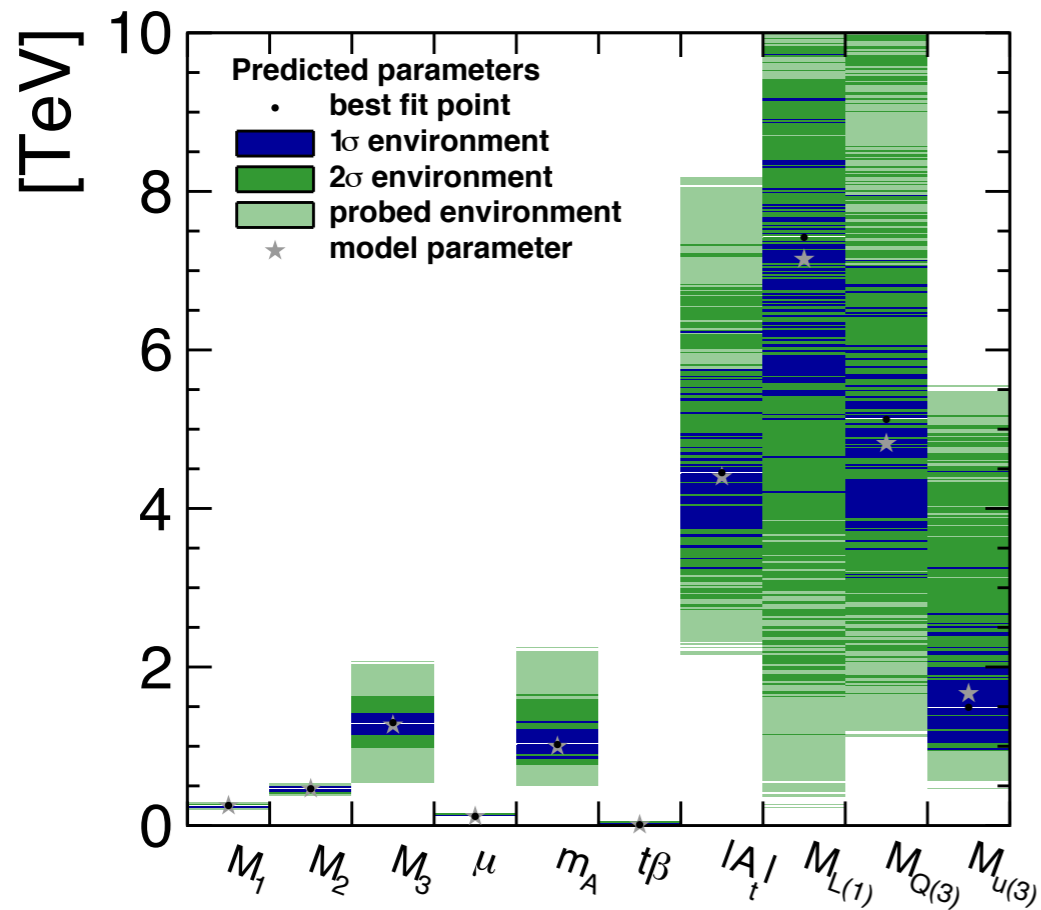 [TeV]
10
8
6
4
2
0
Predicted parameters
best fit point
1σ environment
2σ environment
probed environment
model parameter
M1 M2 M3 μ mA tβ |At| ML(1) MQ(3) Mu(3)